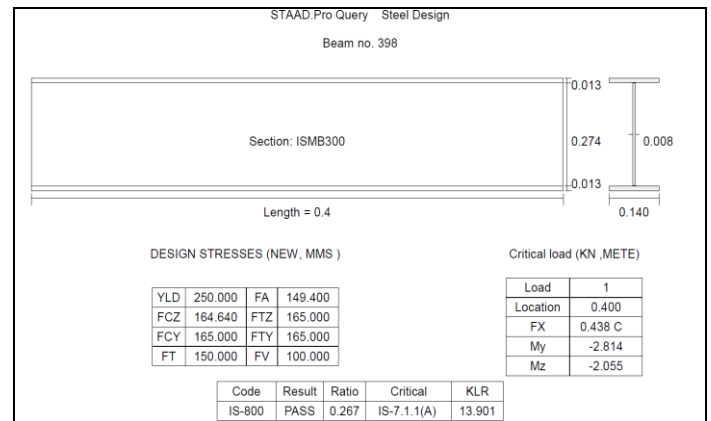 STAAD.Pro Query Steel Design
Beam no. 398
0.013
Section: ISMB300
0.274
0.008
0.013
Length = 0.4
0.140
DESIGN STRESSES (NEW, MMS )
YLD 250.000 FA 149.400
FCZ 164.640 FTZ 165.000
FCY 165.000 FTY 165.000
FT 150.000 FV 100.000
Critical load (KN ,METE)
Load 1
Location 0.400
FX 0.438 C
My -2.814
Mz -2.055
Code Result Ratio Critical KLR
IS-800 PASS 0.267 IS-7.1.1(A) 13.901